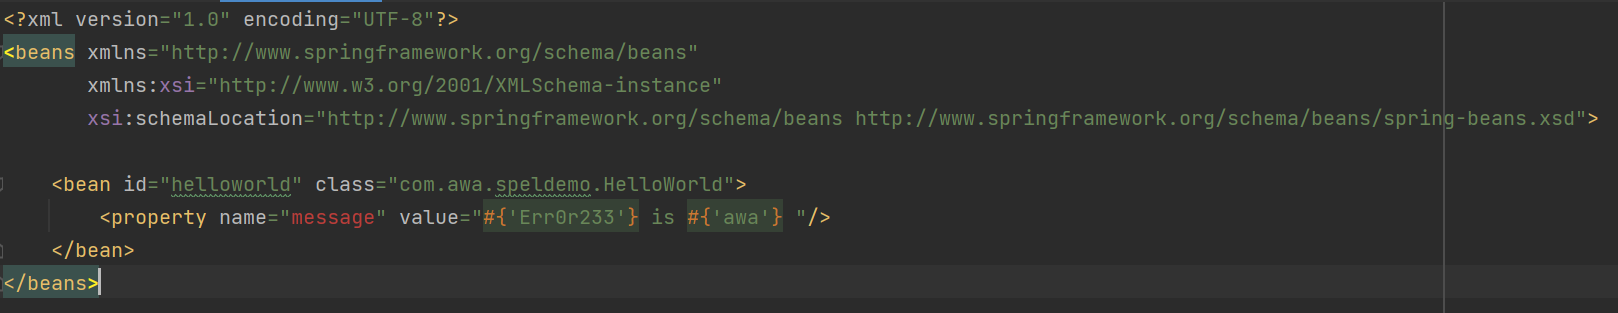 <?xml version="1.0" encoding="UTF-8"?>
<beans xmlns="http://www.springframework.org/schema/beans"
       xmlns:xsi="http://www.w3.org/2001/XMLSchema-instance"
       xsi:schemaLocation="http://www.springframework.org/schema/beans http://www.springframework.org/schema/beans/spring-beans.xsd">
    <bean id="helloworld" class="com.awa.speldemo.HelloWorld">
        <property name="message" value="#{'Err0r233'} is #{'awa'} "/>
    </bean>
</beans>